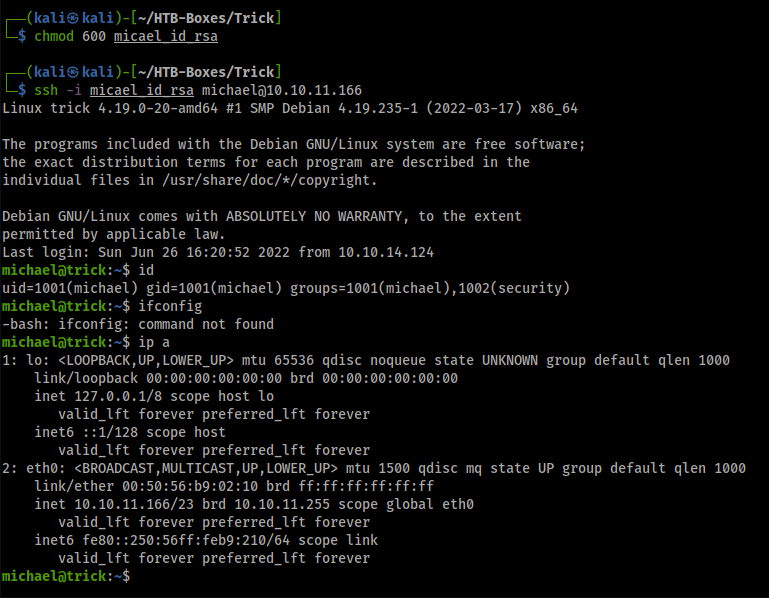 ┌──(kali㉿kali)-[~/HTB-Boxes/Trick]
└─$ chmod 600 micael_id_rsa
┌──(kali㉿kali)-[~/HTB-Boxes/Trick]
└─$ ssh -i micael_id_rsa michael@10.10.11.166
Linux trick 4.19.0-20-amd64 #1 SMP Debian 4.19.235-1 (2022-03-17) x86_64
The programs included with the Debian GNU/Linux system are free software;
the exact distribution terms for each program are described in the
individual files in /usr/share/doc/*/copyright.
Debian GNU/Linux comes with ABSOLUTELY NO WARRANTY, to the extent
permitted by applicable law.
Last login: Sun Jun 26 16:20:52 2022 from 10.10.14.124
michael@trick:~$ id
uid=1001(michael) gid=1001(michael) groups=1001(michael),1002(security)
michael@trick:~$ ifconfig
-bash: ifconfig: command not found
michael@trick:~$ ip a
1: lo: <LOOPBACK,UP,LOWER_UP> mtu 65536 qdisc noqueue state UNKNOWN group default qlen 1000
    link/loopback 00:00:00:00:00:00 brd 00:00:00:00:00:00
    inet 127.0.0.1/8 scope host lo
       valid_lft forever preferred_lft forever
    inet6 ::1/128 scope host
       valid_lft forever preferred_lft forever
2: eth0: <BROADCAST,MULTICAST,UP,LOWER_UP> mtu 1500 qdisc mq state UP group default qlen 1000
    link/ether 00:50:56:b9:02:10 brd ff:ff:ff:ff:ff:ff
    inet 10.10.11.166/23 brd 10.10.11.255 scope global eth0
       valid_lft forever preferred_lft forever
    inet6 fe80::250:56ff:feb9:210/64 scope link
       valid_lft forever preferred_lft forever
michael@trick:~$